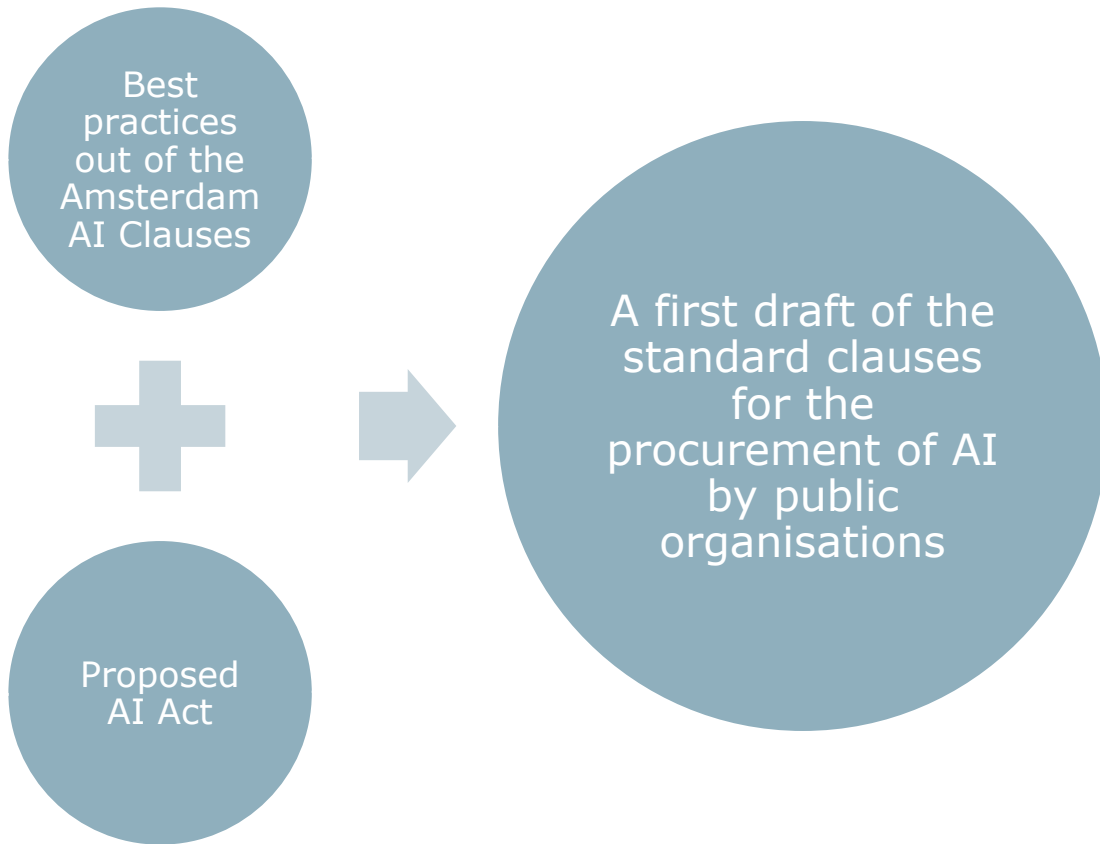 Best
practices
out of the
Amsterdam
AI Clauses
Proposed
AI Act
A first draft of the
standard clauses
for the
procurement of AI
by public
organisations